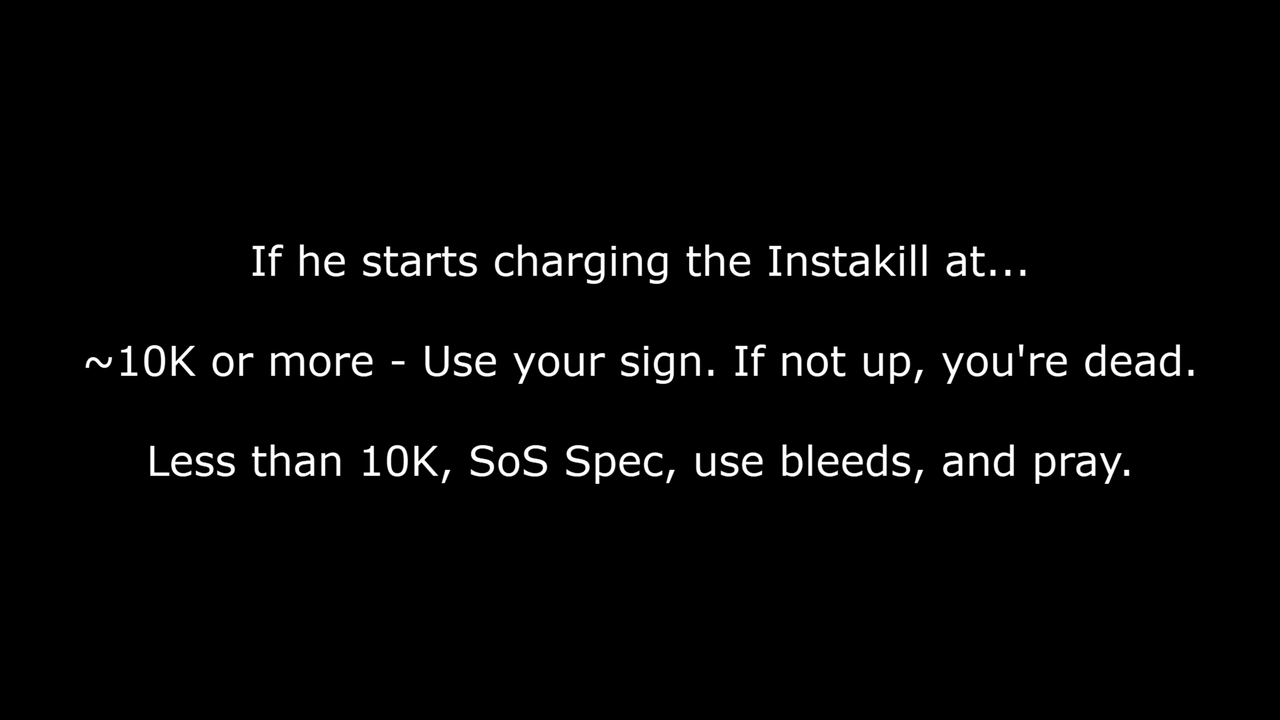 If he starts charging the Instakill at...
~10K or more - Use your sign. If not up, you're dead.
Less than 10K, SoS Spec, use bleeds, and pray.